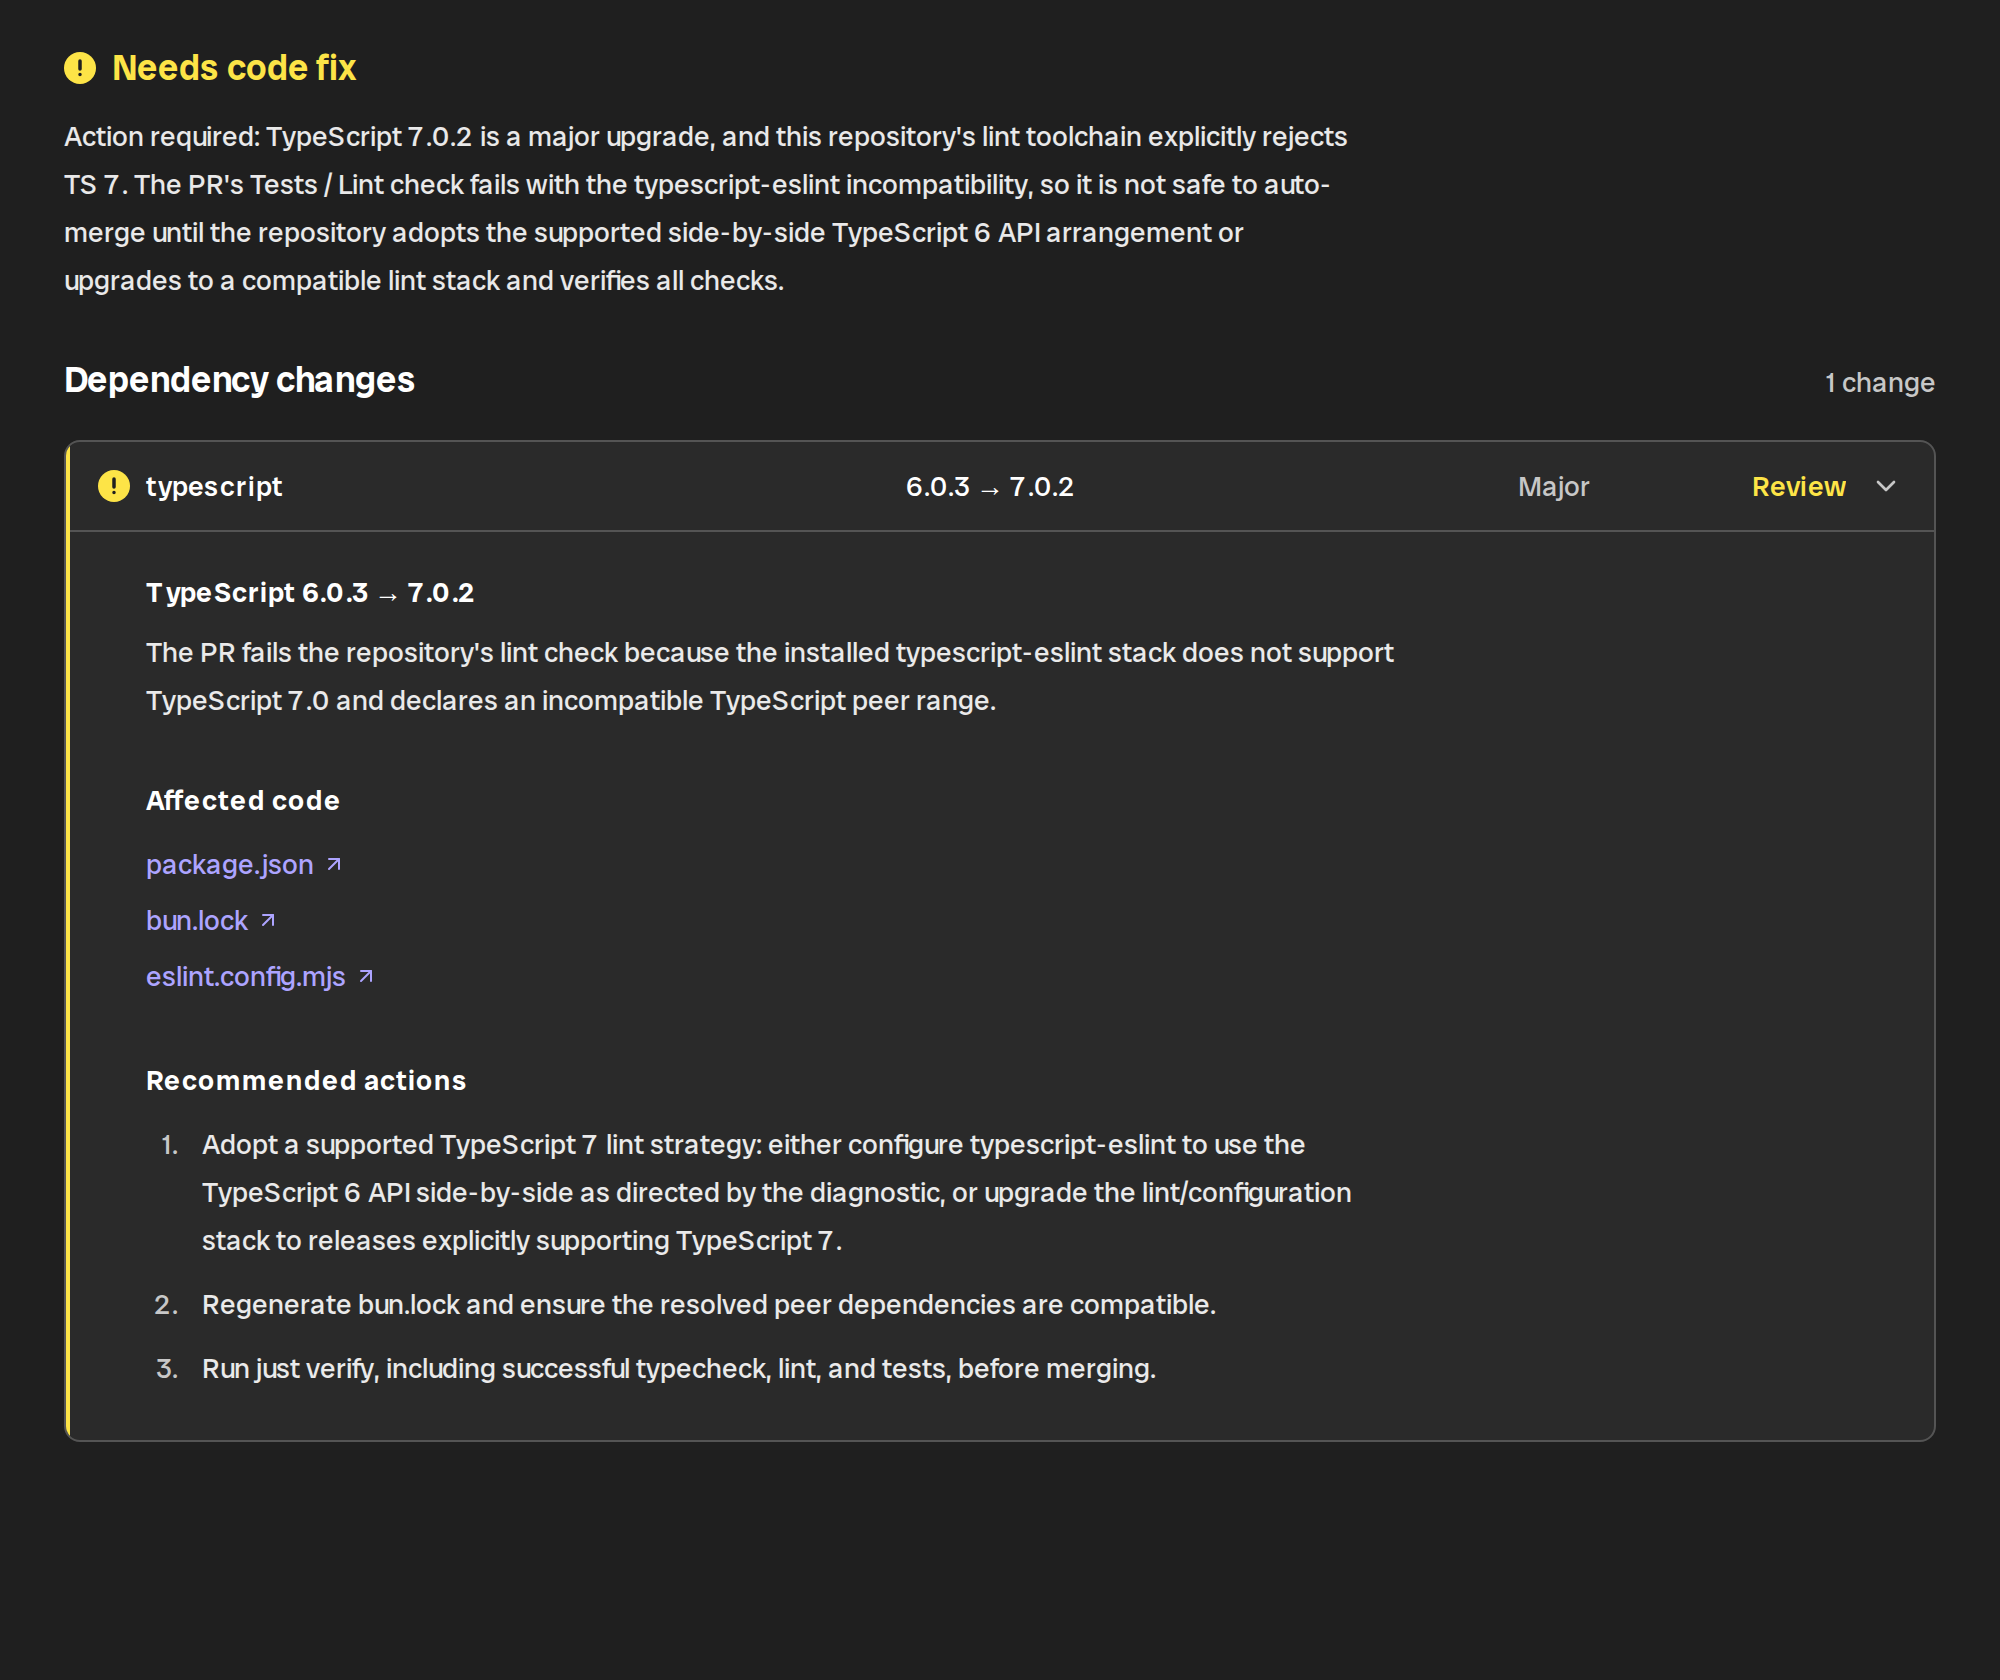 Needs code fix
Action required: TypeScript 7.0.2 is a major upgrade, and this repository's lint toolchain explicitly rejects
TS 7. The PR's Tests / Lint check fails with the typescript-eslint incompatibility, so it is not safe to auto-
merge until the repository adopts the supported side-by-side TypeScript 6 API arrangement or
upgrades to a compatible lint stack and verifies all checks.
Dependency changes
1 change
typescript 6.0.3 → 7.0.2 Major Review
TypeScript 6.0.3 → 7.0.2
The PR fails the repository's lint check because the installed typescript-eslint stack does not support
TypeScript 7.0 and declares an incompatible TypeScript peer range.
Affected code
package.json
bun.lock
eslint.config.mjs
Recommended actions
1. Adopt a supported TypeScript 7 lint strategy: either configure typescript-eslint to use the
TypeScript 6 API side-by-side as directed by the diagnostic, or upgrade the lint/configuration
stack to releases explicitly supporting TypeScript 7.
2. Regenerate bun.lock and ensure the resolved peer dependencies are compatible.
3. Run just verify, including successful typecheck, lint, and tests, before merging.